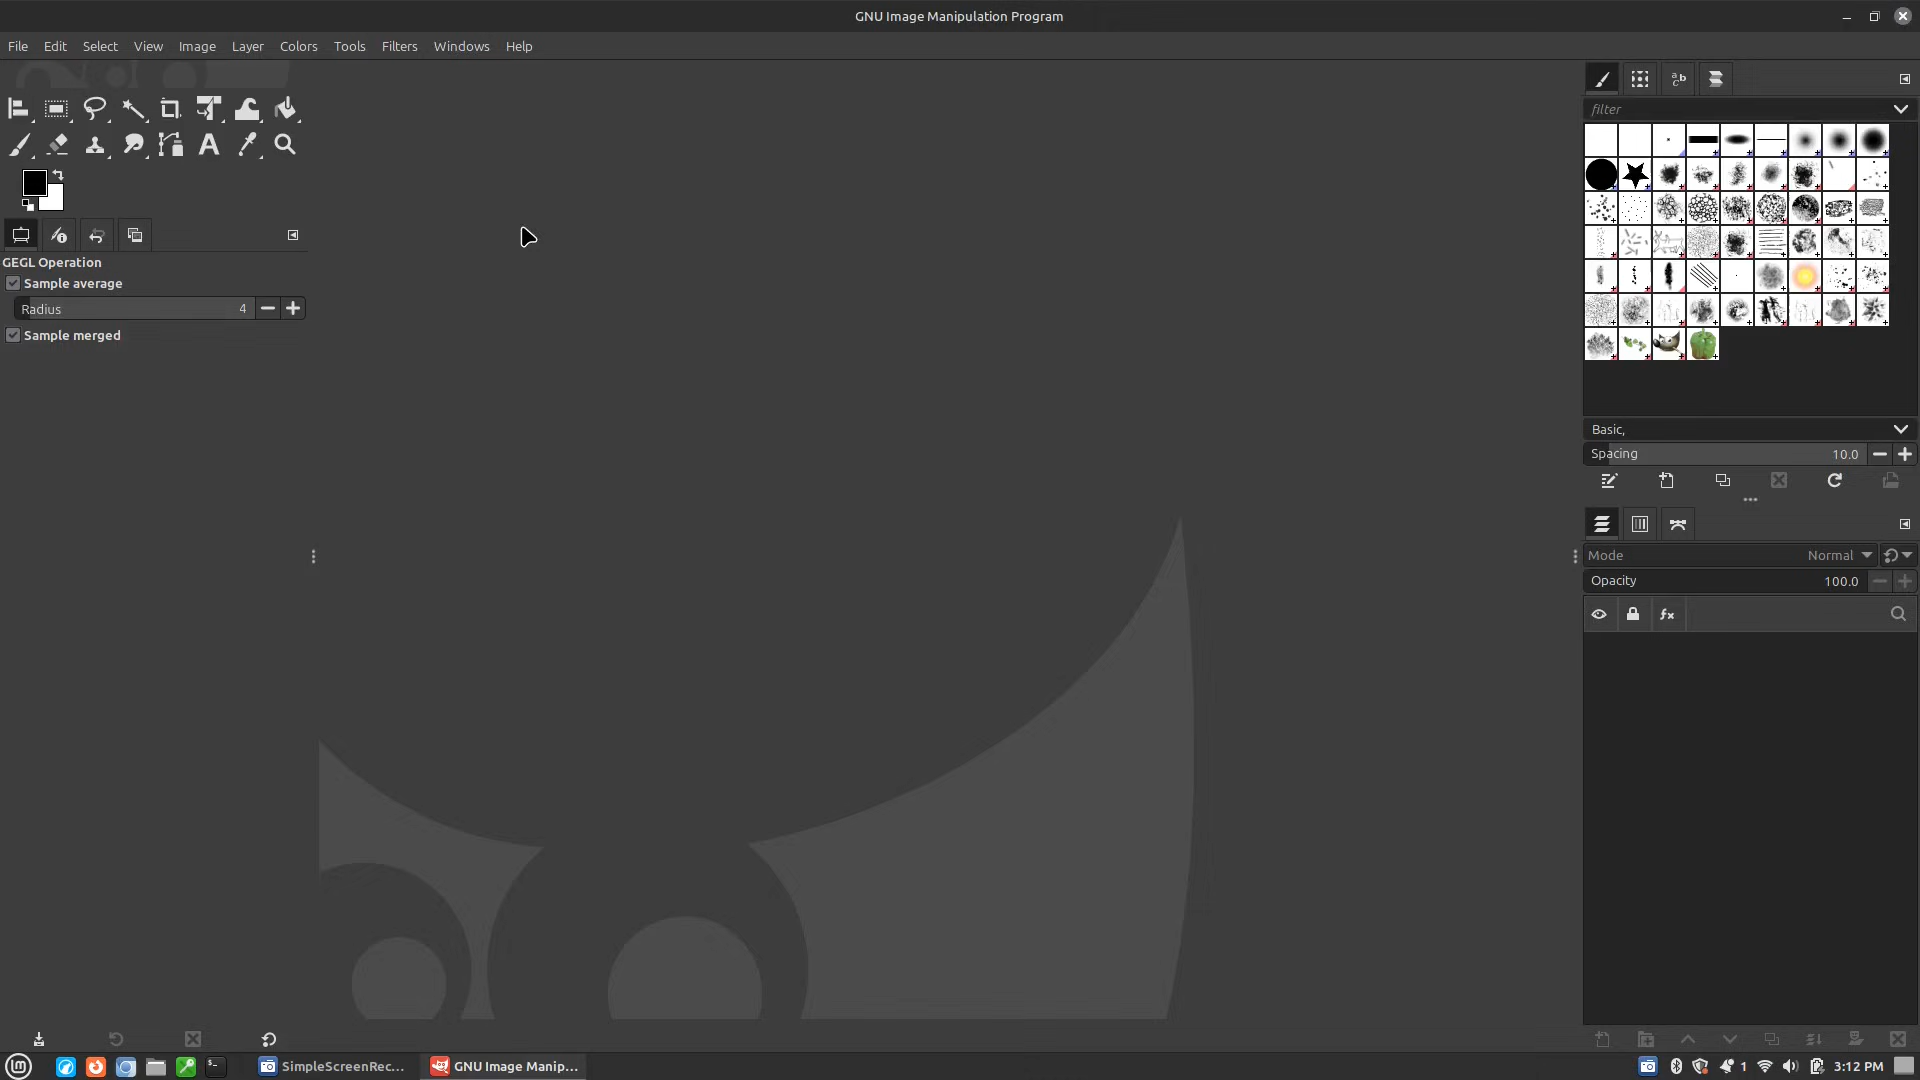 GNU Image Manipulation Program
File Edit Select View Image Layer Colors Tools Filters Windows Help
filter
GEGL Operation
Sample average
Radius 4
Sample merged
Basic,
Spacing 10.0
Mode Normal
Opacity 100.0
SimpleScreenRec...
GNU Image Manip...
1
3:12 PM